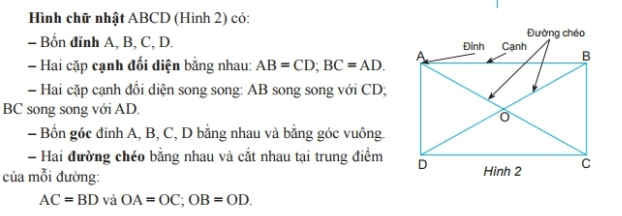 Hình chữ nhật ABCD (Hình 2) có:
– Bốn đỉnh A, B, C, D.
– Hai cặp cạnh đối diện bằng nhau: AB = CD; BC = AD.
– Hai cặp cạnh đối diện song song: AB song song với CD;
BC song song với AD.
– Bốn góc đỉnh A, B, C, D bằng nhau và bằng góc vuông.
– Hai đường chéo bằng nhau và cắt nhau tại trung điểm
của mỗi đường:
AC = BD và OA = OC; OB = OD.
Đường chéo
Đỉnh Cạnh
A B
O
D C
Hình 2